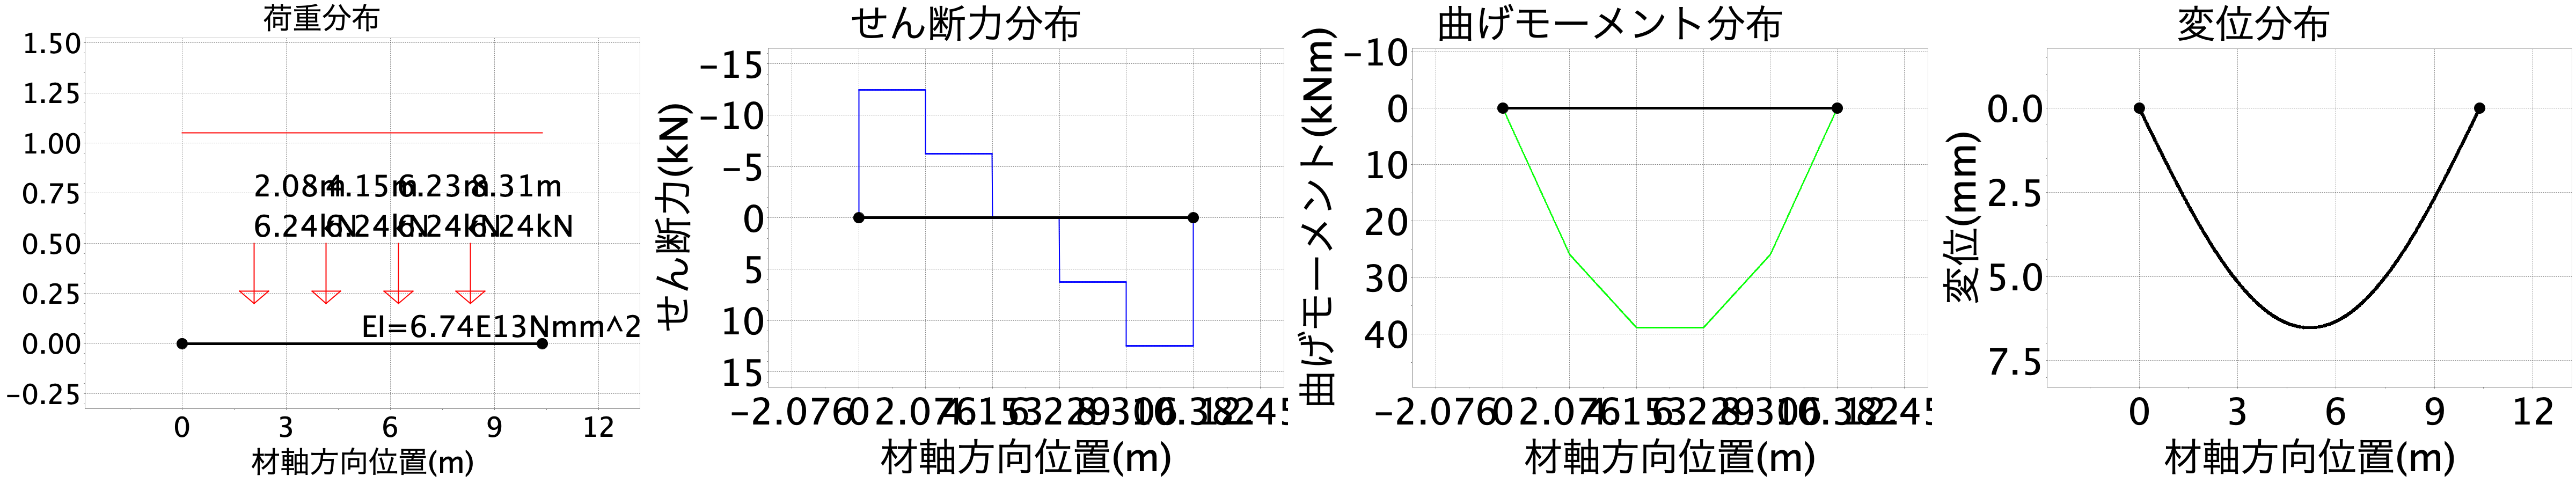 荷重分布
1.50
1.25
1.00
0.75
0.50
0.25
0.00
−0.25
2.08m 4.15m 6.23m 8.31m
6.24kN 6.24kN 6.24kN 6.24kN
EI=6.74E13Nmm^2
0 3 6 9 12
材軸方向位置(m)
せん断力分布
せん断力(kN)
−15
−10
−5
0
5
10
15
−2.076 0
材軸方向位置(m)
曲げモーメント分布
曲げモーメント(kNm)
−10
0
10
20
30
40
−2.076 0
材軸方向位置(m)
変位分布
変位(mm)
0.0
2.5
5.0
7.5
0 3 6 9 12
材軸方向位置(m)